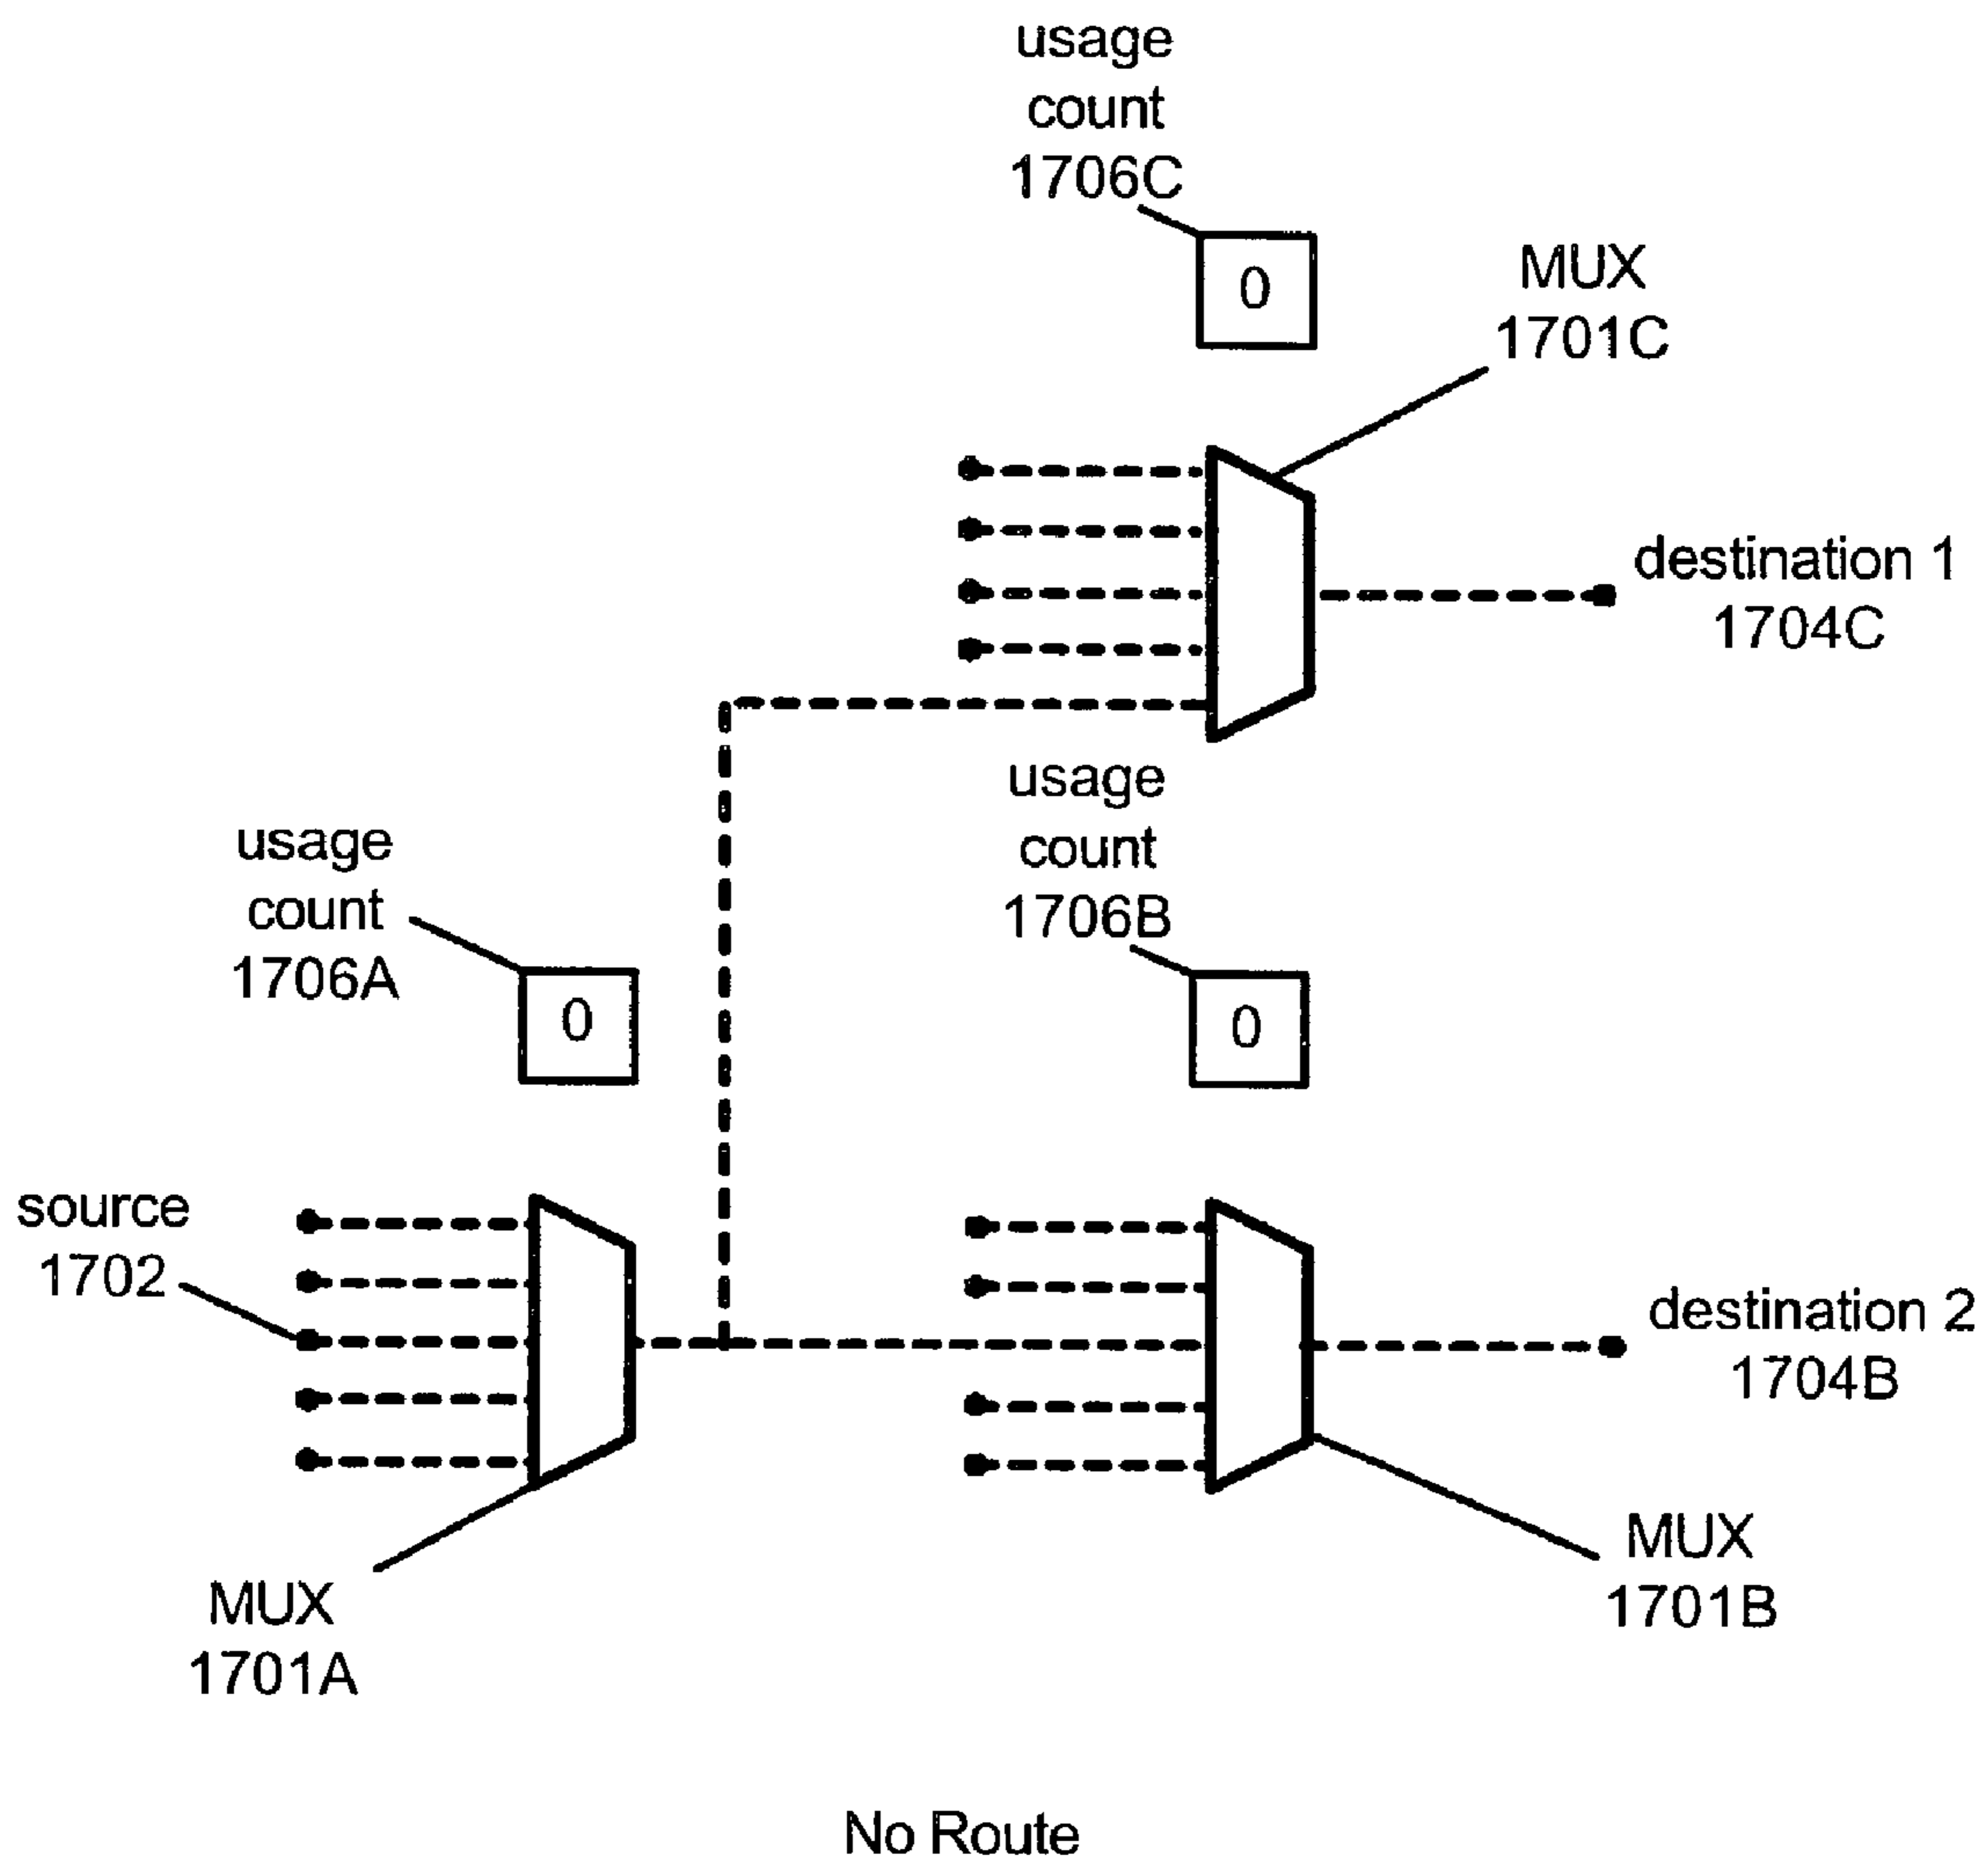 usage
count
1706C
0
MUX
1701C
destination 1
1704C
usage
count
1706B
0
usage
count
1706A
0
source
1702
destination 2
1704B
MUX
1701B
MUX
1701A
No Route